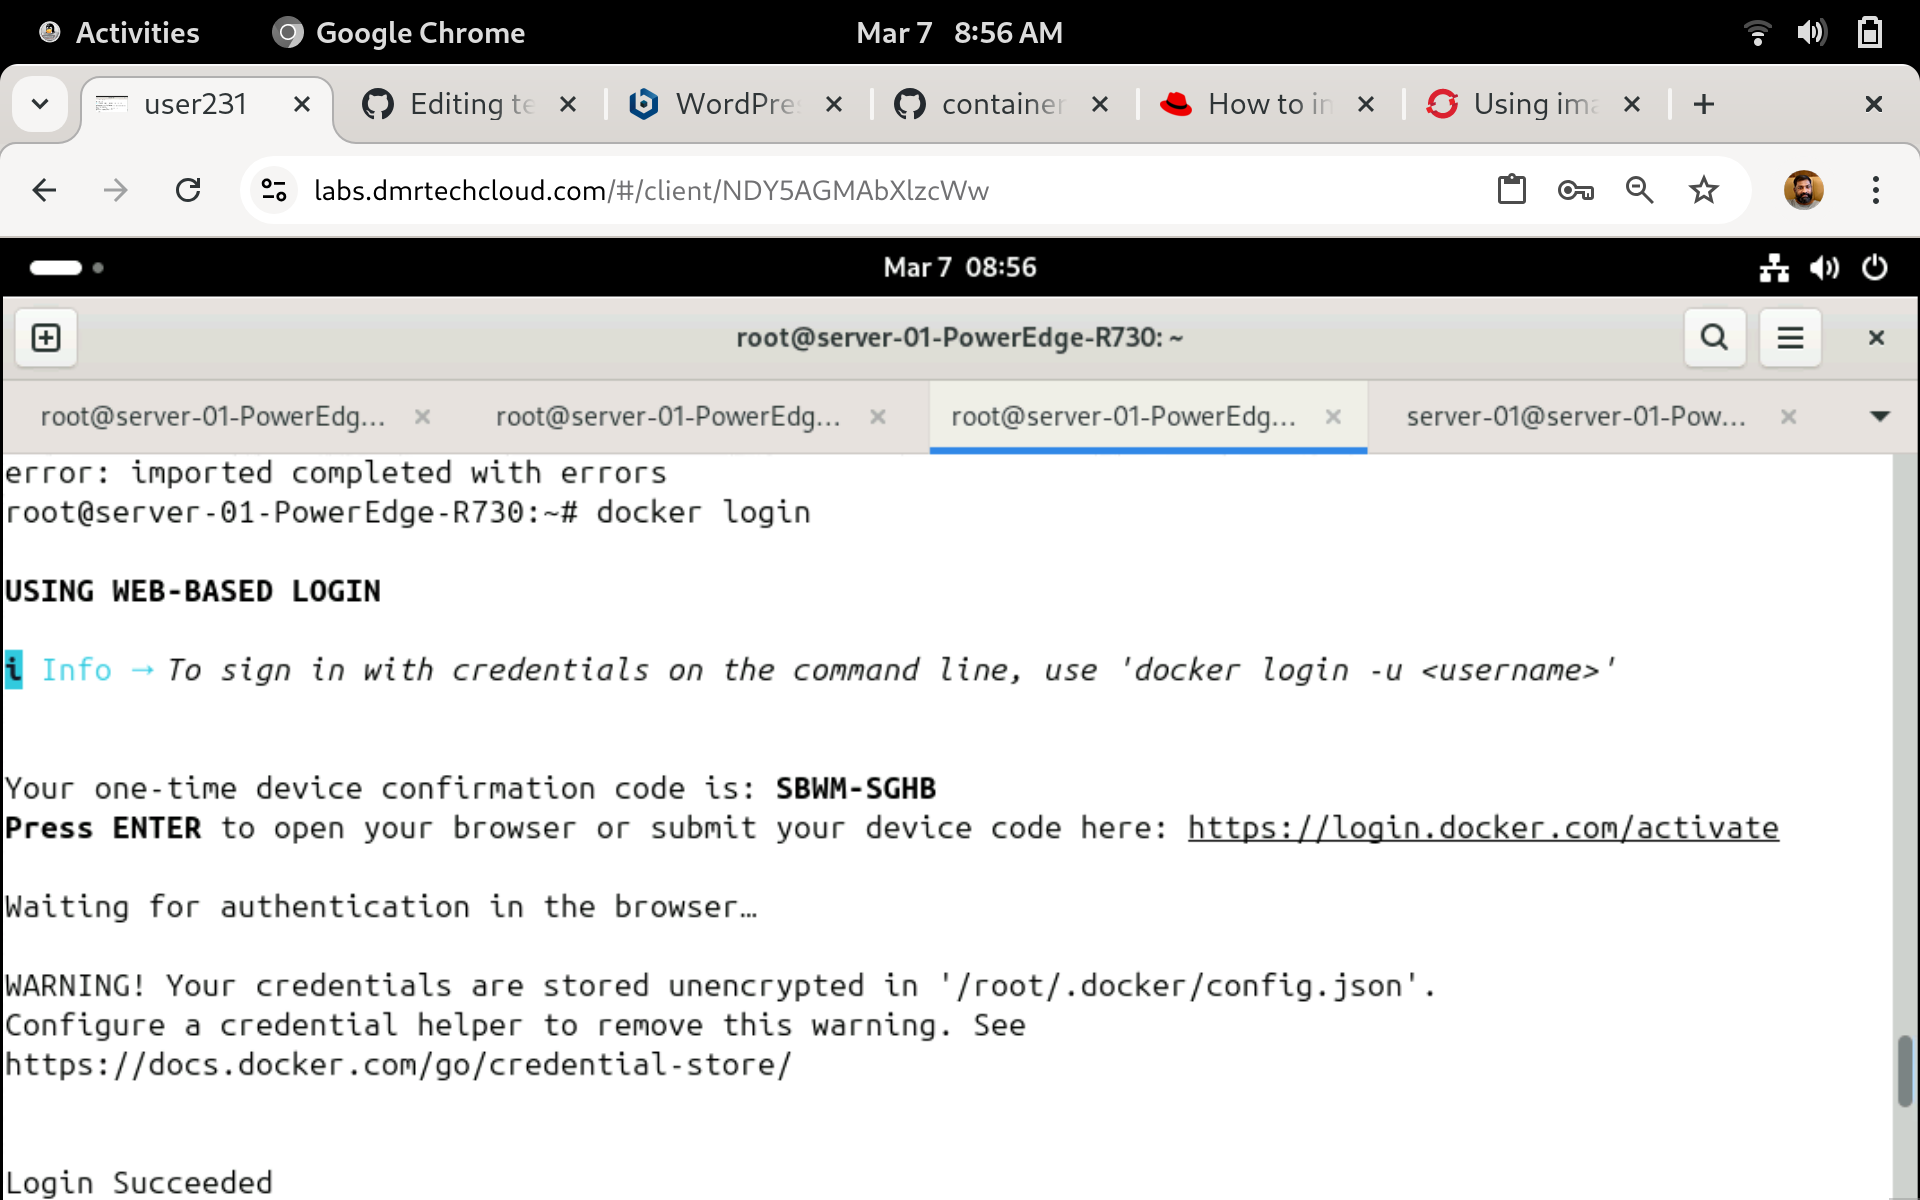 Activities Google Chrome Mar 7 8:56 AM
user231 Editing te WordPre container How to in Using ima
labs.dmrtechcloud.com/#/client/NDY5AGMAbXlzcWw
Mar 7 08:56
root@server-01-PowerEdge-R730: ~
root@server-01-PowerEdg... root@server-01-PowerEdg... root@server-01-PowerEdg... server-01@server-01-Pow...
error: imported completed with errors
root@server-01-PowerEdge-R730:~# docker login
USING WEB-BASED LOGIN
i Info → To sign in with credentials on the command line, use 'docker login -u <username>'
Your one-time device confirmation code is: SBWM-SGHB
Press ENTER to open your browser or submit your device code here: https://login.docker.com/activate
Waiting for authentication in the browser…
WARNING! Your credentials are stored unencrypted in '/root/.docker/config.json'.
Configure a credential helper to remove this warning. See
https://docs.docker.com/go/credential-store/
Login Succeeded